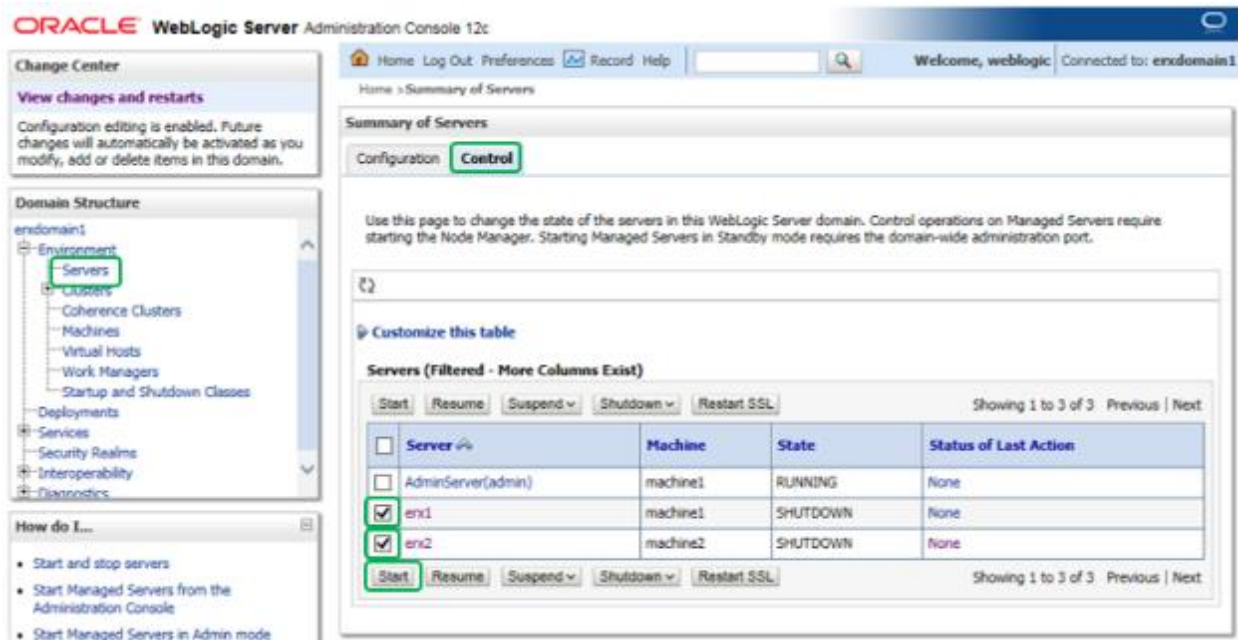 ORACLE WebLogic Server Administration Console 12c
Change Center
View changes and restarts
Configuration editing is enabled. Future
changes will automatically be activated as you
modify, add or delete items in this domain.
Domain Structure
erxdomain1
Environment
Servers
Clusters
Coherence Clusters
Machines
Virtual Hosts
Work Managers
Startup and Shutdown Classes
Deployments
Services
Security Realms
Interoperability
Diagnostics
How do I...
Start and stop servers
Start Managed Servers from the
Administration Console
Start Managed Servers in Admin mode
Home Log Out Preferences Record Help
Welcome, weblogic Connected to: erxdomain1
Home >Summary of Servers
Summary of Servers
Configuration Control
Use this page to change the state of the servers in this WebLogic Server domain. Control operations on Managed Servers require
starting the Node Manager. Starting Managed Servers in Standby mode requires the domain-wide administration port.
Customize this table
Servers (Filtered - More Columns Exist)
Start Resume Suspend Shutdown Restart SSL Showing 1 to 3 of 3 Previous | Next
Server Machine State Status of Last Action
AdminServer(admin) machine1 RUNNING None
erx1 machine1 SHUTDOWN None
erx2 machine2 SHUTDOWN None
Start Resume Suspend Shutdown Restart SSL Showing 1 to 3 of 3 Previous | Next